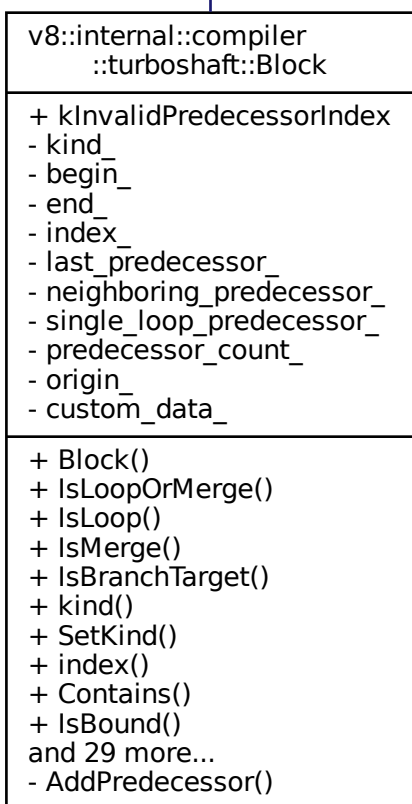 v8::internal::compiler
::turboshaft::Block
+ kInvalidPredecessorIndex
- kind_
- begin_
- end_
- index_
- last_predecessor_
- neighboring_predecessor_
- single_loop_predecessor_
- predecessor_count_
- origin_
- custom_data_
+ Block()
+ IsLoopOrMerge()
+ IsLoop()
+ IsMerge()
+ IsBranchTarget()
+ kind()
+ SetKind()
+ index()
+ Contains()
+ IsBound()
and 29 more...
- AddPredecessor()